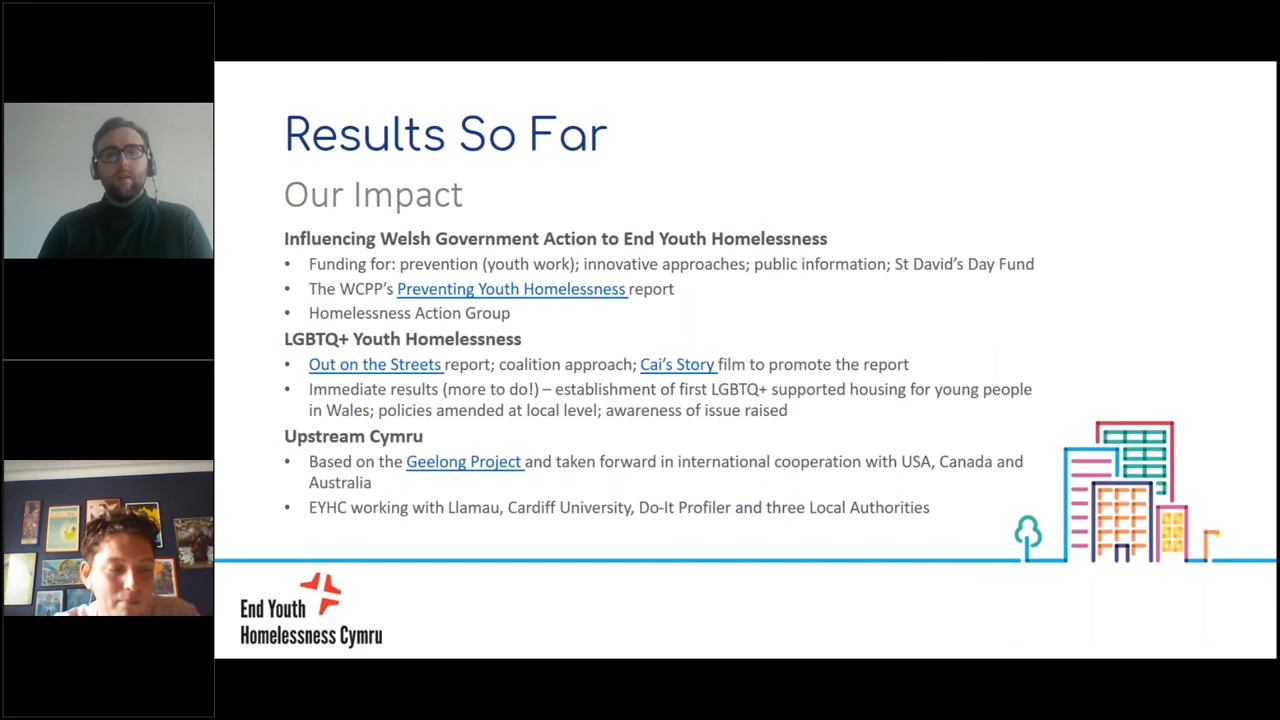 Results So Far
Our Impact
Influencing Welsh Government Action to End Youth Homelessness
• Funding for: prevention (youth work); innovative approaches; public information; St David's Day Fund
• The WCPP's Preventing Youth Homelessness report
• Homelessness Action Group
LGBTQ+ Youth Homelessness
• Out on the Streets report; coalition approach; Cai's Story film to promote the report
• Immediate results (more to do!) – establishment of first LGBTQ+ supported housing for young people
in Wales; policies amended at local level; awareness of issue raised
Upstream Cymru
• Based on the Geelong Project and taken forward in international cooperation with USA, Canada and
Australia
• EYHC working with Llamau, Cardiff University, Do-It Profiler and three Local Authorities
End Youth
Homelessness Cymru